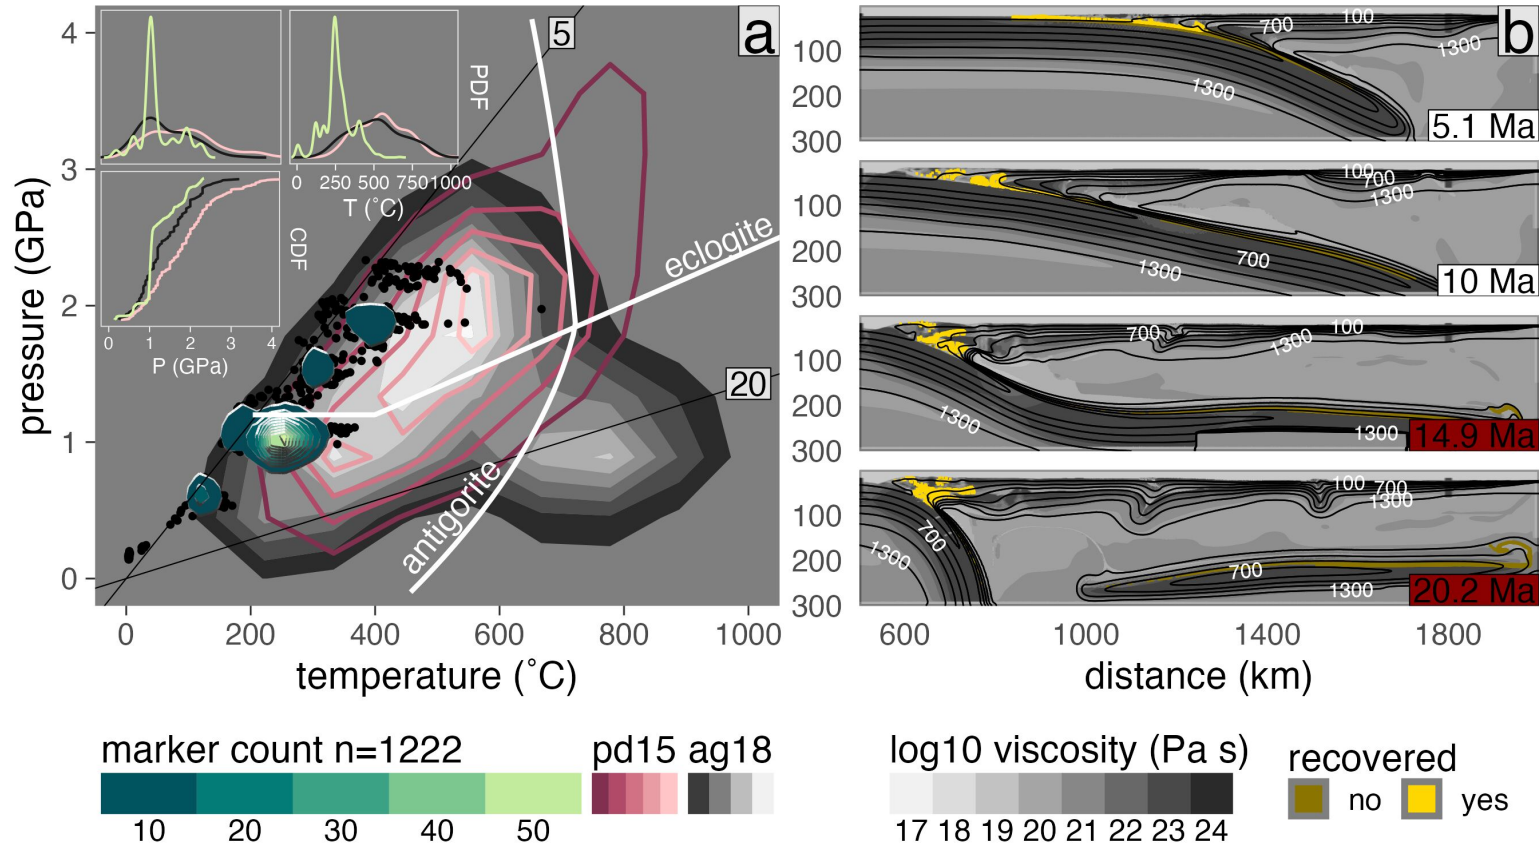 a
5
20
eclogite
antigorite
4
3
2
1
0
pressure (GPa)
0 200 400 600 800 1000
temperature (˚C)
PDF
0 250 500 750 1000
T (˚C)
CDF
0 1 2 3 4
P (GPa)
b
100
200
300
100
700
1300
1300
5.1 Ma
100
200
300
100
700
1300
1300
700
10 Ma
100
200
300
700
100
1300
1300
1300
14.9 Ma
100
200
300
100
700
1300
700
1300
700
1300
20.2 Ma
600 1000 1400 1800
distance (km)
marker count n=1222
10 20 30 40 50
pd15 ag18
log10 viscosity (Pa s)
17 18 19 20 21 22 23 24
recovered
no yes